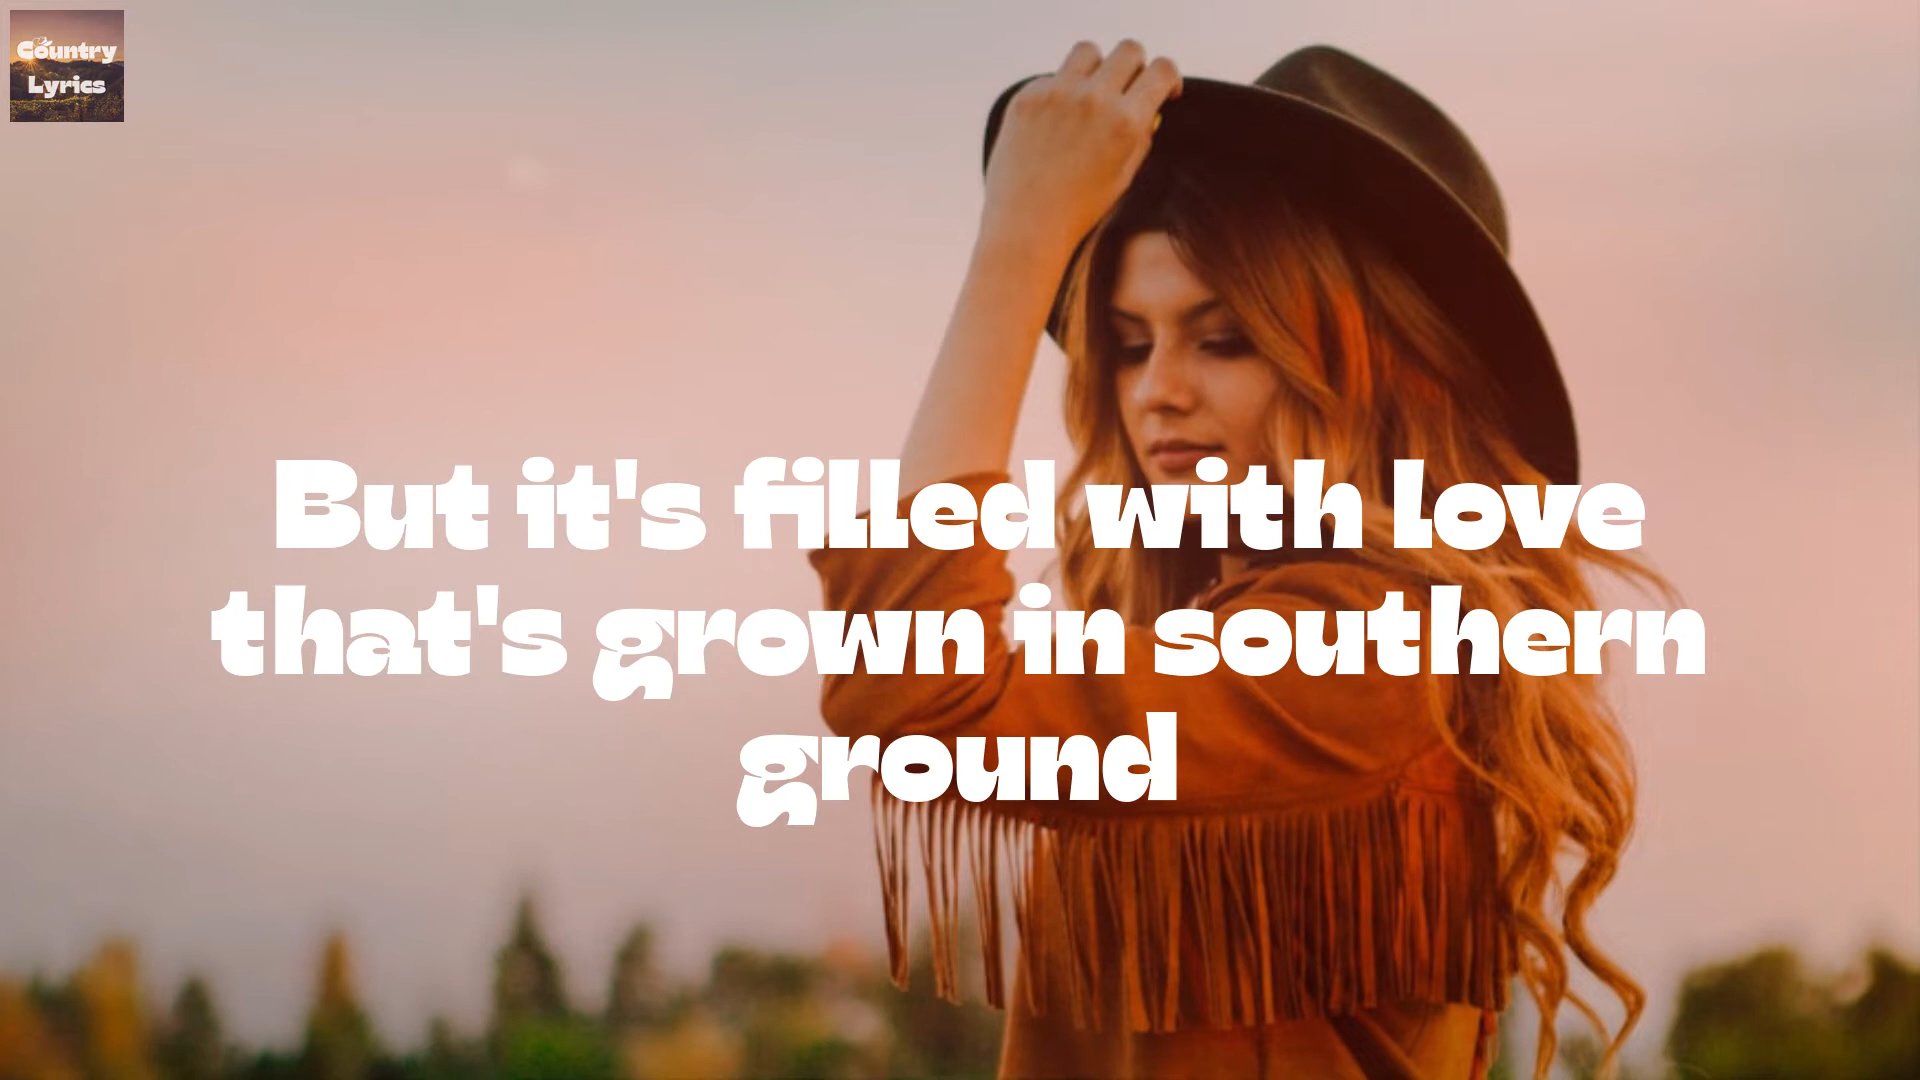 Country
Lyrics
But it's filled with love
that's grown in southern
ground